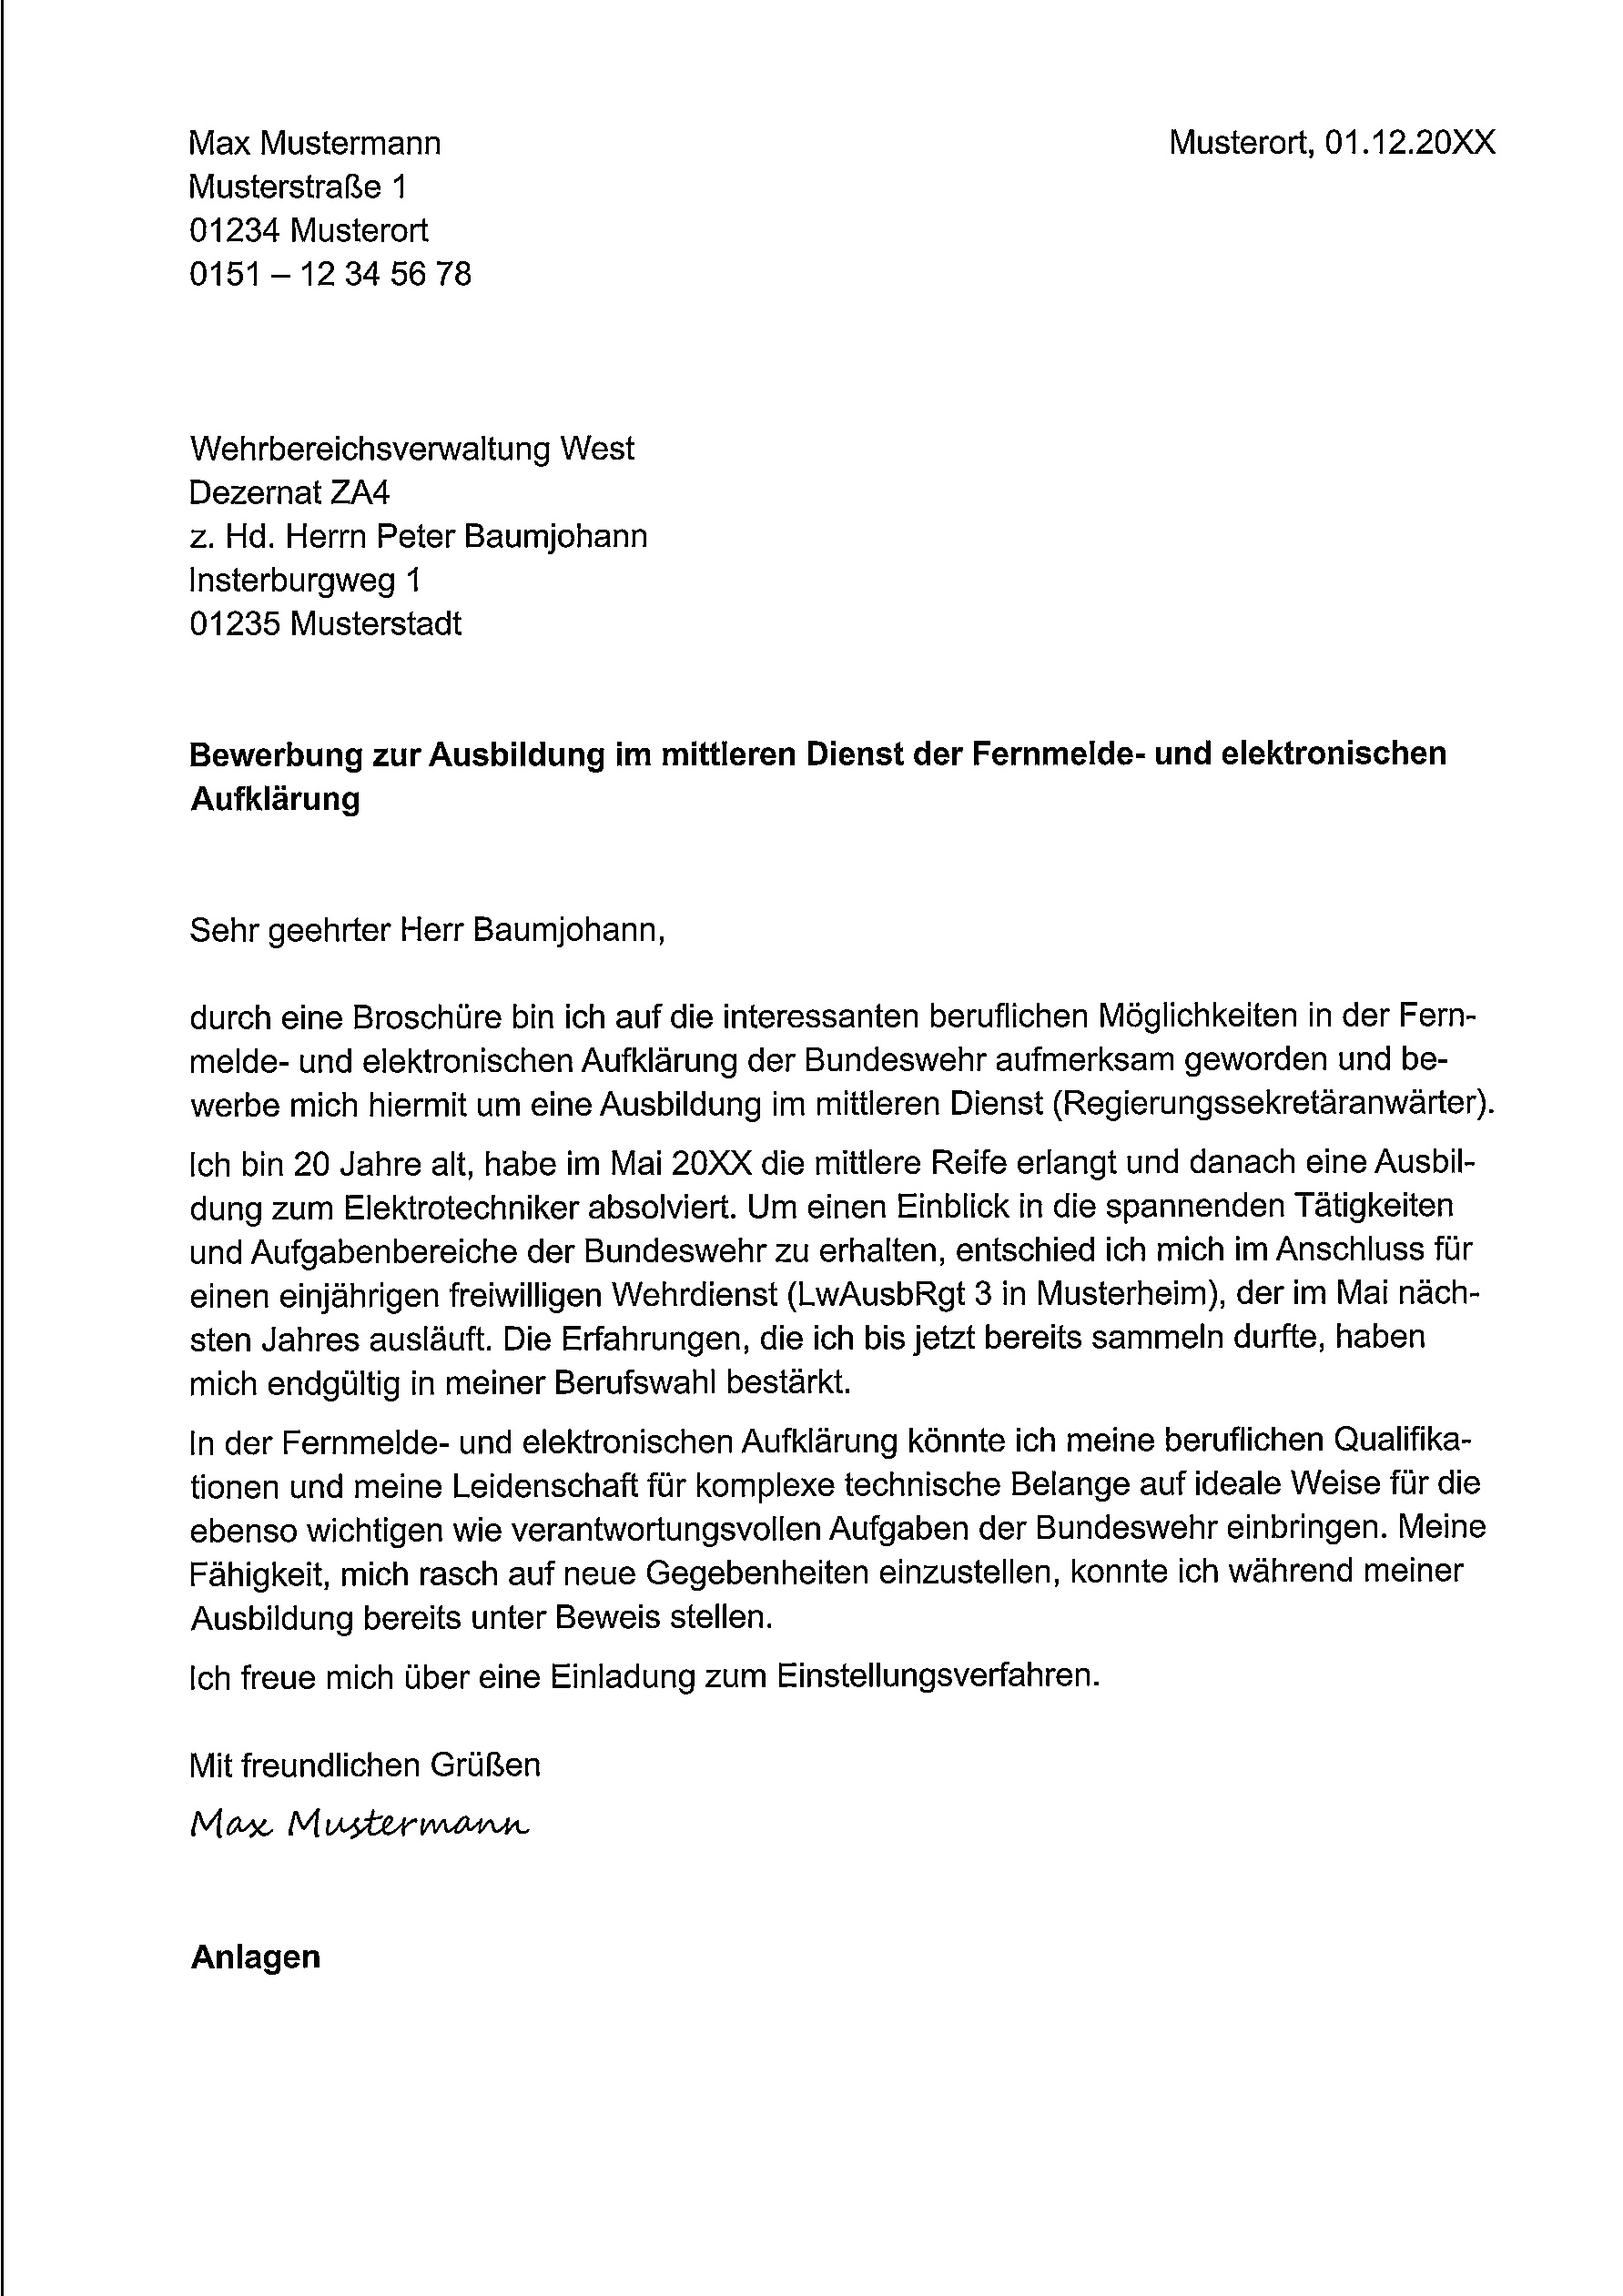 Max Mustermann
Musterort, 01.12.20XX
Musterstraße 1
01234 Musterort
0151 – 12 34 56 78
Wehrbereichsverwaltung West
Dezernat ZA4
z. Hd. Herrn Peter Baumjohann
Insterburgweg 1
01235 Musterstadt
Bewerbung zur Ausbildung im mittleren Dienst der Fernmelde- und elektronischen
Aufklärung
Sehr geehrter Herr Baumjohann,
durch eine Broschüre bin ich auf die interessanten beruflichen Möglichkeiten in der Fern-
melde- und elektronischen Aufklärung der Bundeswehr aufmerksam geworden und be-
werbe mich hiermit um eine Ausbildung im mittleren Dienst (Regierungssekretäranwärter).
Ich bin 20 Jahre alt, habe im Mai 20XX die mittlere Reife erlangt und danach eine Ausbil-
dung zum Elektrotechniker absolviert. Um einen Einblick in die spannenden Tätigkeiten
und Aufgabenbereiche der Bundeswehr zu erhalten, entschied ich mich im Anschluss für
einen einjährigen freiwilligen Wehrdienst (LwAusbRgt 3 in Musterheim), der im Mai näch-
sten Jahres ausläuft. Die Erfahrungen, die ich bis jetzt bereits sammeln durfte, haben
mich endgültig in meiner Berufswahl bestärkt.
In der Fernmelde- und elektronischen Aufklärung könnte ich meine beruflichen Qualifika-
tionen und meine Leidenschaft für komplexe technische Belange auf ideale Weise für die
ebenso wichtigen wie verantwortungsvollen Aufgaben der Bundeswehr einbringen. Meine
Fähigkeit, mich rasch auf neue Gegebenheiten einzustellen, konnte ich während meiner
Ausbildung bereits unter Beweis stellen.
Ich freue mich über eine Einladung zum Einstellungsverfahren.
Mit freundlichen Grüßen
Max Mustermann
Anlagen